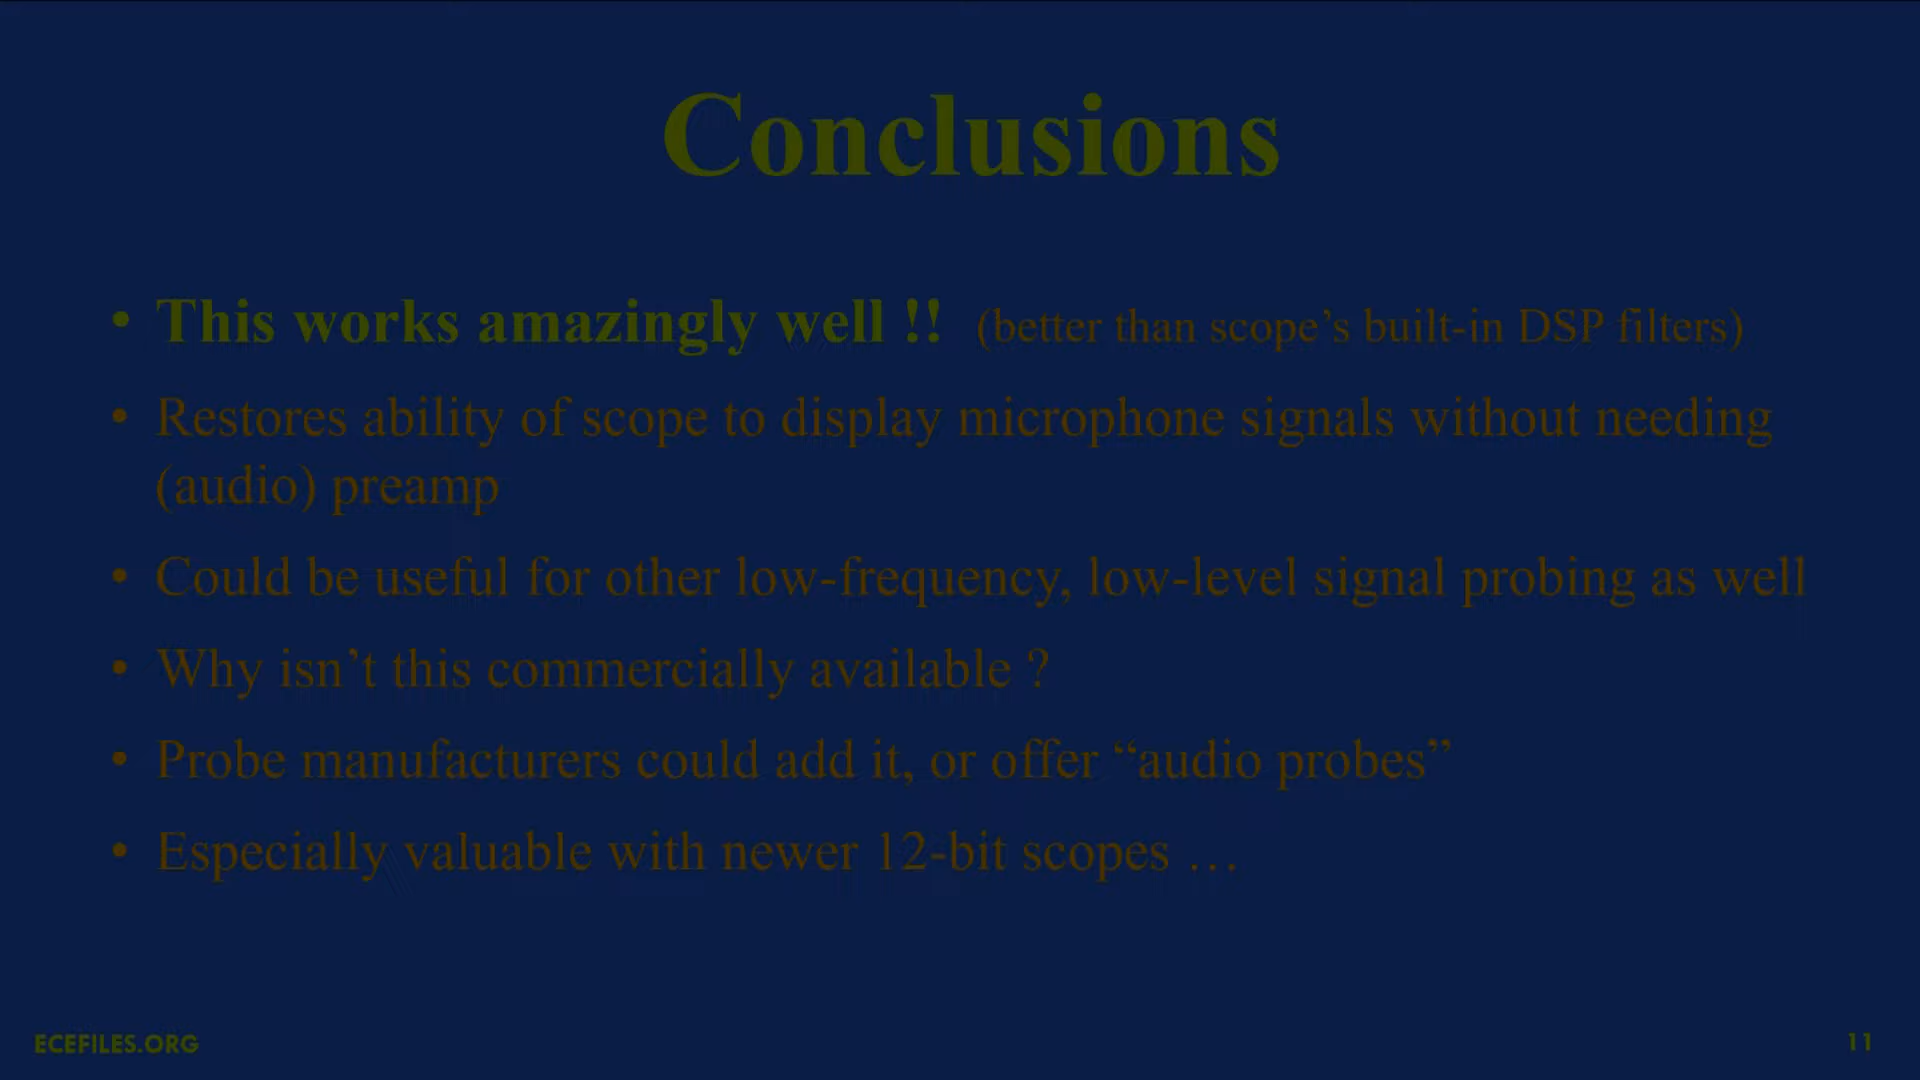 Conclusions
• This works amazingly well !! (better than scope’s built-in DSP filters)
• Restores ability of scope to display microphone signals without needing
(audio) preamp
• Could be useful for other low-frequency, low-level signal probing as well
• Why isn’t this commercially available ?
• Probe manufacturers could add it, or offer “audio probes”
• Especially valuable with newer 12-bit scopes …
ECEFILES.ORG
11